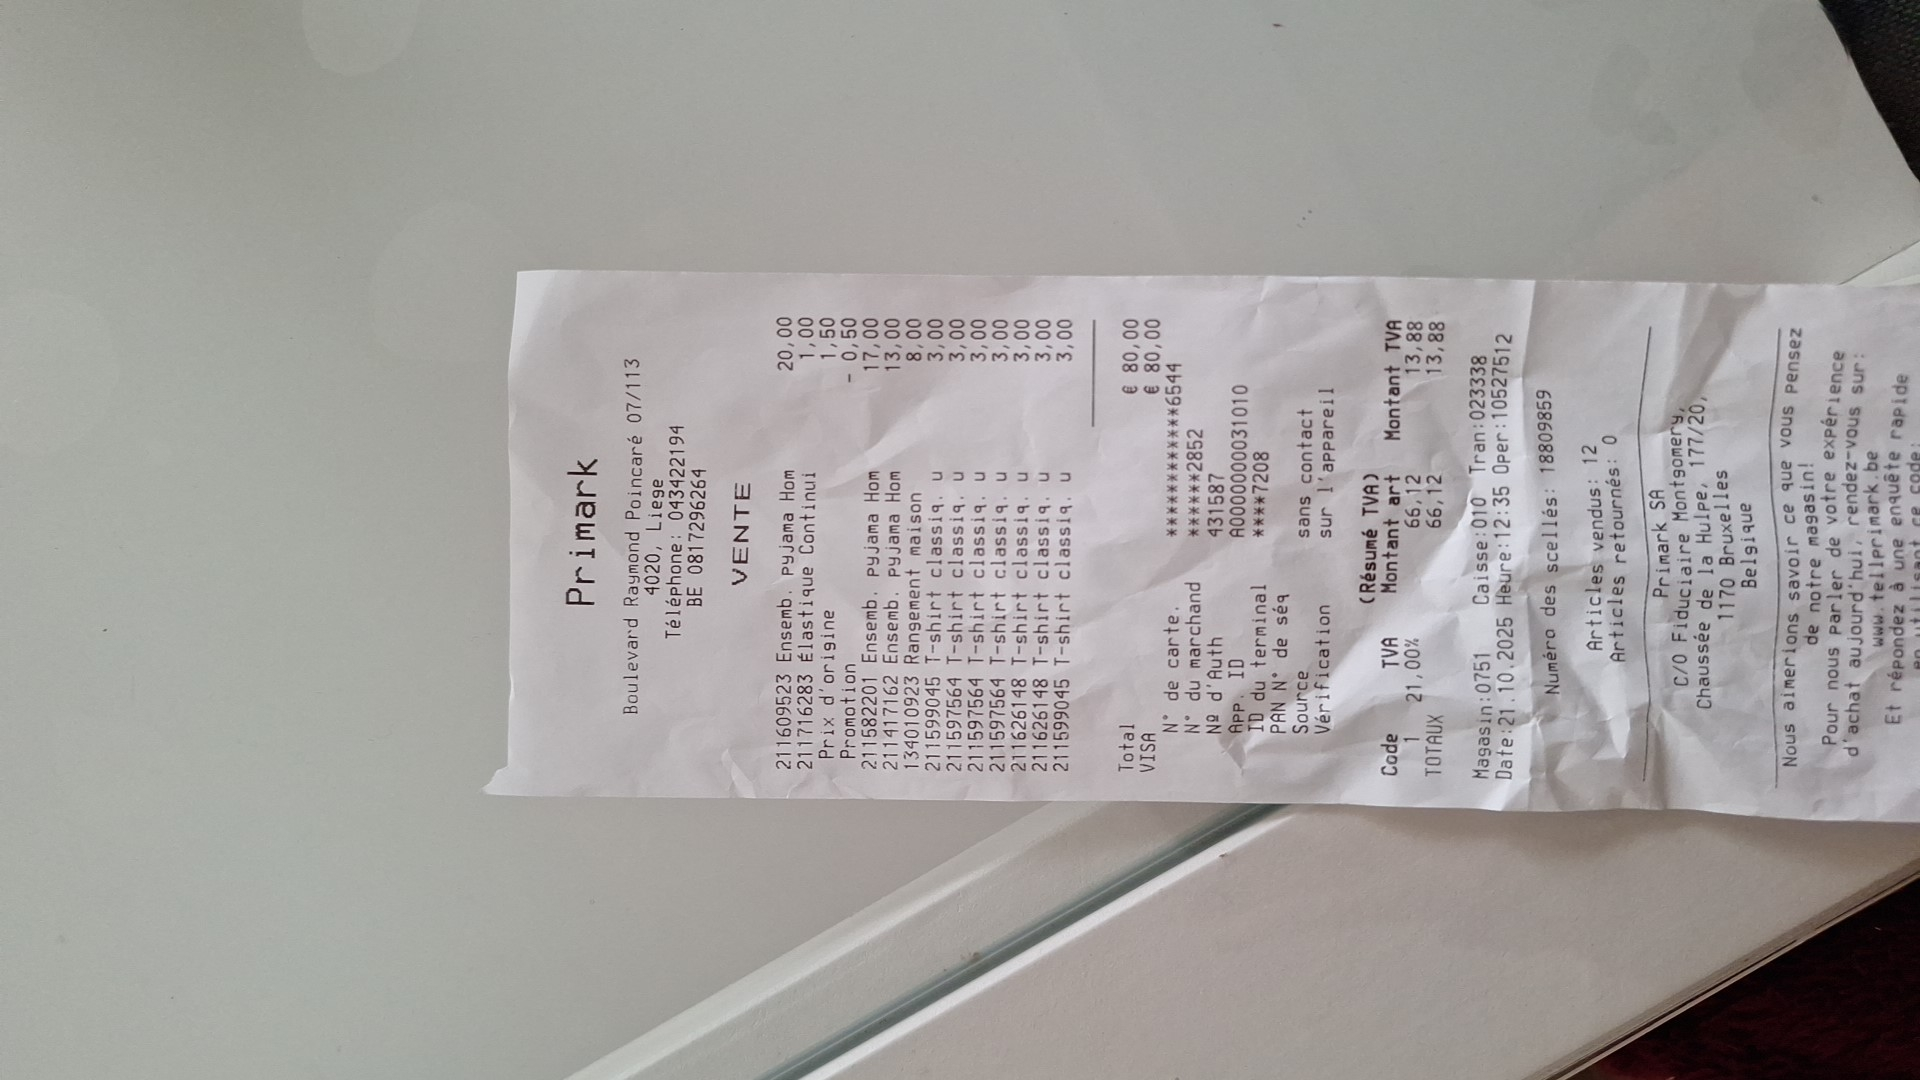 Primark
Boulevard Raymond Poincaré 07/113
4020, Liege
Téléphone: 043422194
BE 0817296264
VENTE
211609523 Ensemb. pyjama Hom 20,00
211716283 Élastique Continui 1,00
Prix d'origine 1,50
Promotion - 0,50
211582201 Ensemb. pyjama Hom 17,00
211417162 Ensemb. pyjama Hom 13,00
134010923 Rangement maison 8,00
211599045 T-shirt classiq. u 3,00
211597564 T-shirt classiq. u 3,00
211597564 T-shirt classiq. u 3,00
211597564 T-shirt classiq. u 3,00
211626148 T-shirt classiq. u 3,00
211626148 T-shirt classiq. u 3,00
211599045 T-shirt classiq. u 3,00
Total € 80,00
VISA € 80,00
N° de carte. ************6544
N° du marchand ******2852
Nº d'Auth 431587
App. ID A0000000031010
ID du terminal ****7208
PAN N° de séq
Source sans contact
Vérification sur l'appareil
(Résumé TVA)
Code TVA Montant art Montant TVA
1 21,00% 66,12 13,88
TOTAUX 66,12 13,88
Magasin:0751 Caisse:010 Tran:023338
Date:21.10.2025 Heure:12:35 Oper:10527512
Numéro des scellés: 18809859
Articles vendus: 12
Articles retournés: 0
Primark SA
C/O Fiduciaire Montgomery,
Chaussée de la Hulpe, 177/20,
1170 Bruxelles
Belgique
Nous aimerions savoir ce que vous pensez
de notre magasin!
Pour nous parler de votre expérience
d'achat aujourd'hui, rendez-vous sur:
www.tellprimark.be
Et répondez à une enquête rapide
en utilisant ce code: